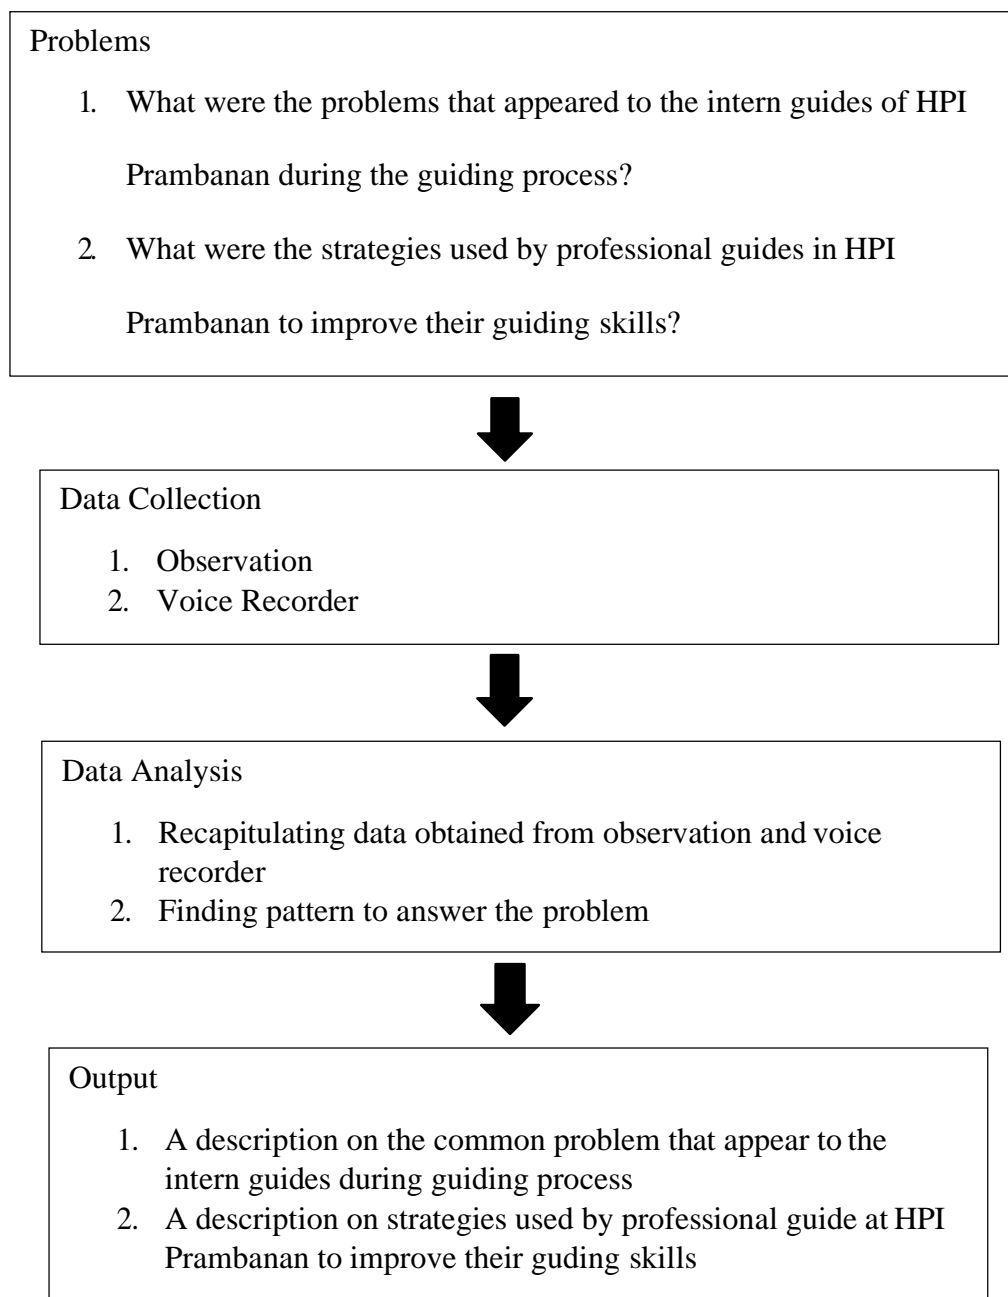 Problems
1. What were the problems that appeared to the intern guides of HPI
Prambanan during the guiding process?
2. What were the strategies used by professional guides in HPI
Prambanan to improve their guiding skills?
Data Collection
1. Observation
2. Voice Recorder
Data Analysis
1. Recapitulating data obtained from observation and voice
recorder
2. Finding pattern to answer the problem
Output
1. A description on the common problem that appear to the
intern guides during guiding process
2. A description on strategies used by professional guide at HPI
Prambanan to improve their guding skills